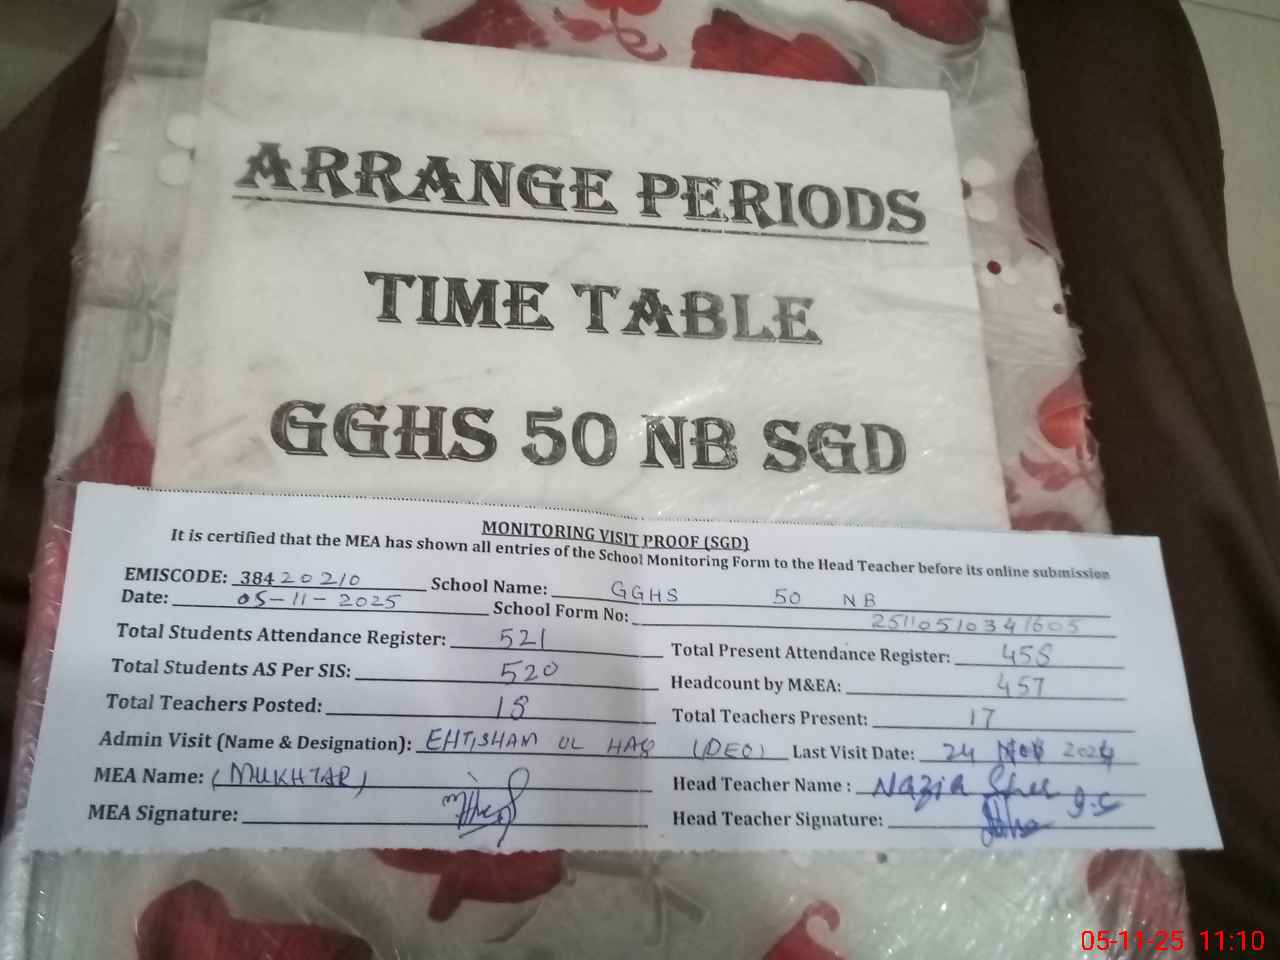 ARRANGE PERIODS
TIME TABLE
GGHS 50 NB SGD
MONITORING VISIT PROOF (SGD)
It is certified that the MEA has shown all entries of the School Monitoring Form to the Head Teacher before its online submission
EMISCODE: 38420210 School Name: GGHS 50 NB
Date: 05-11-2025 School Form No: 25110510341605
Total Students Attendance Register: 521 Total Present Attendance Register: 458
Total Students AS Per SIS: 520 Headcount by M&EA: 457
Total Teachers Posted: 18 Total Teachers Present: 17
Admin Visit (Name & Designation): EHTISHAM UL HAQ (DEO) Last Visit Date: 24 NOV 2024
MEA Name: (MUKHTAR) Head Teacher Name : Nazia Sher I.C
MEA Signature: Head Teacher Signature:
05-11-25 11:10